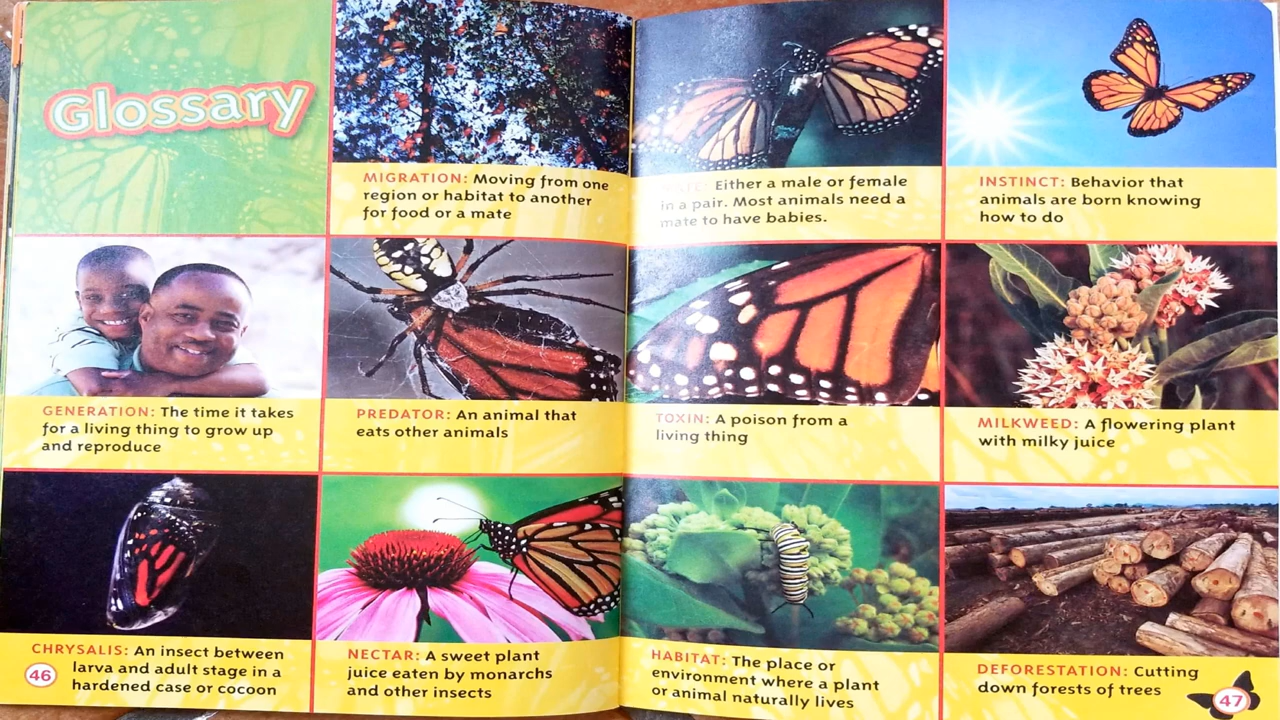 Glossary
MIGRATION: Moving from one
region or habitat to another
for food or a mate
GENERATION: The time it takes
for a living thing to grow up
and reproduce
PREDATOR: An animal that
eats other animals
CHRYSALIS: An insect between
larva and adult stage in a
hardened case or cocoon
NECTAR: A sweet plant
juice eaten by monarchs
and other insects
46
MATE: Either a male or female
in a pair. Most animals need a
mate to have babies.
INSTINCT: Behavior that
animals are born knowing
how to do
TOXIN: A poison from a
living thing
MILKWEED: A flowering plant
with milky juice
HABITAT: The place or
environment where a plant
or animal naturally lives
DEFORESTATION: Cutting
down forests of trees
47